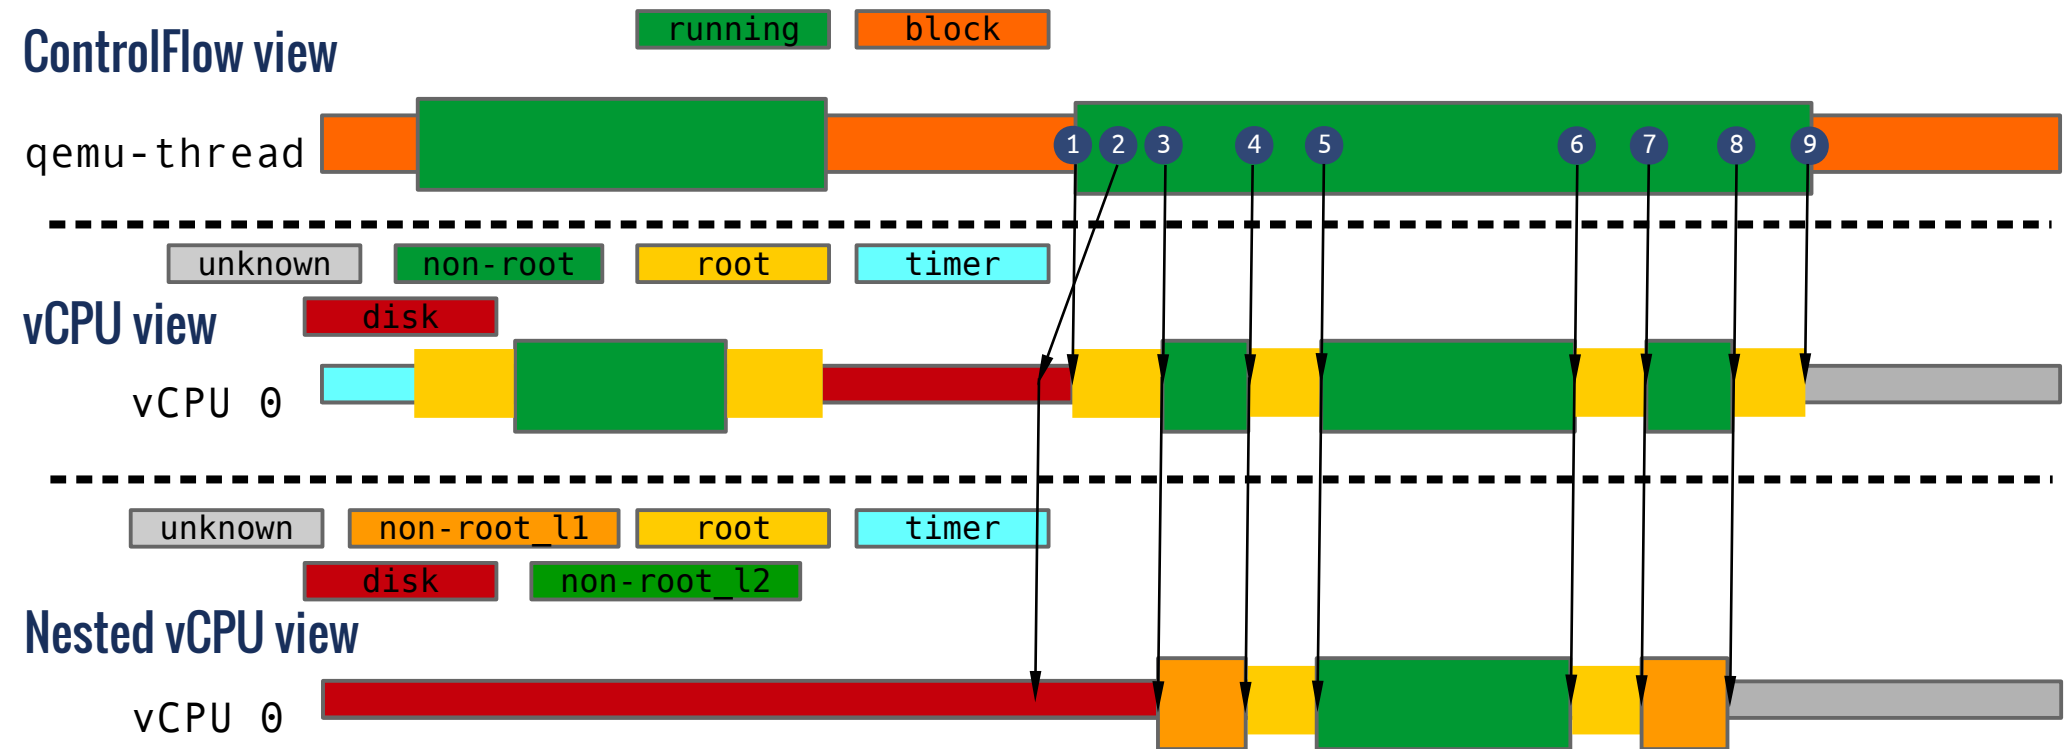 running block
ControlFlow view
qemu-thread 1 2 3 4 5 6 7 8 9
unknown non-root root timer
disk
vCPU view
vCPU 0
unknown non-root_l1 root timer
disk non-root_l2
Nested vCPU view
vCPU 0